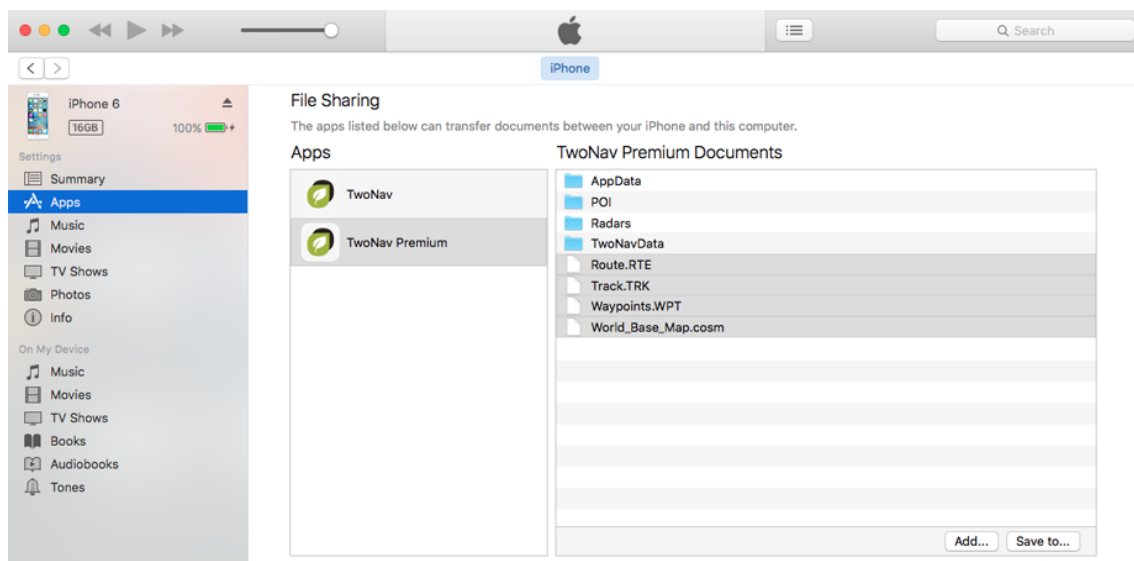 Search
iPhone
iPhone 6
16GB
100%
Settings
Summary
Apps
Music
Movies
TV Shows
Photos
Info
On My Device
Music
Movies
TV Shows
Books
Audiobooks
Tones
File Sharing
The apps listed below can transfer documents between your iPhone and this computer.
Apps
TwoNav
TwoNav Premium
TwoNav Premium Documents
AppData
POI
Radars
TwoNavData
Route.RTE
Track.TRK
Waypoints.WPT
World_Base_Map.cosm
Add...
Save to...